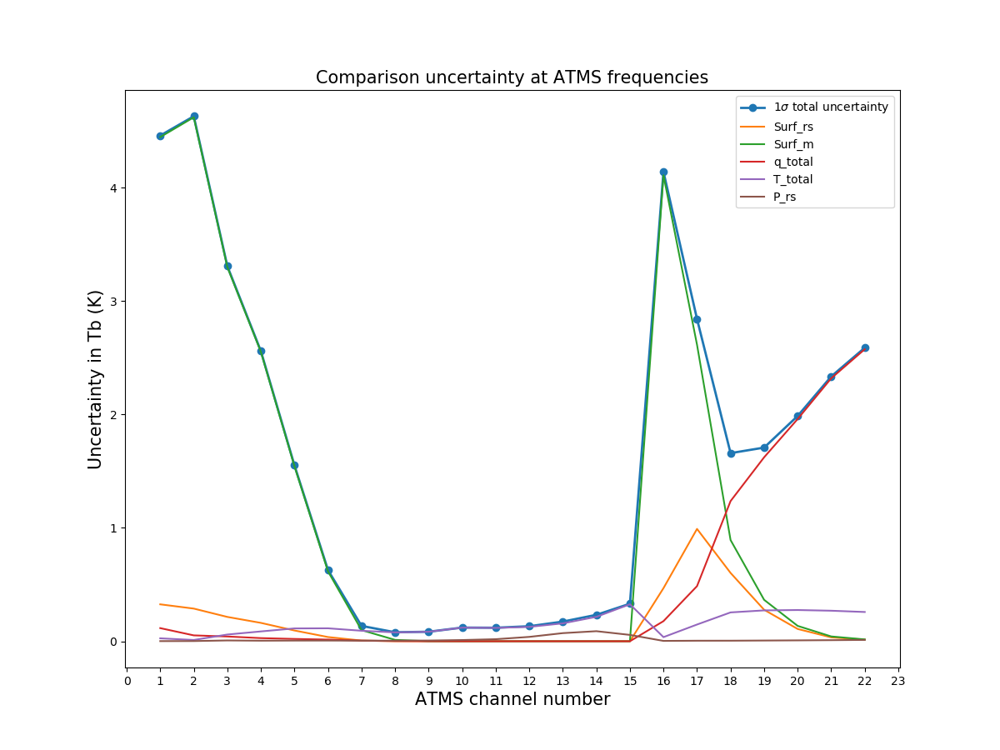 Comparison uncertainty at ATMS frequencies
1σ total uncertainty
Surf_rs
Surf_m
q_total
T_total
P_rs
Uncertainty in Tb (K)
4
3
2
1
0
0 1 2 3 4 5 6 7 8 9 10 11 12 13 14 15 16 17 18 19 20 21 22 23
ATMS channel number